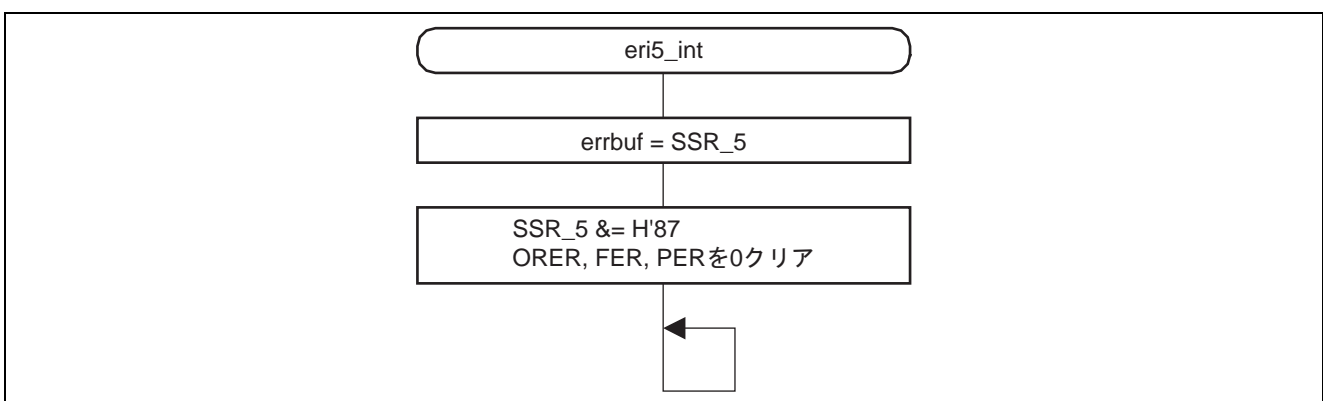 eri5_int
errbuf = SSR_5
SSR_5 &= H'87
ORER, FER, PERを0クリア